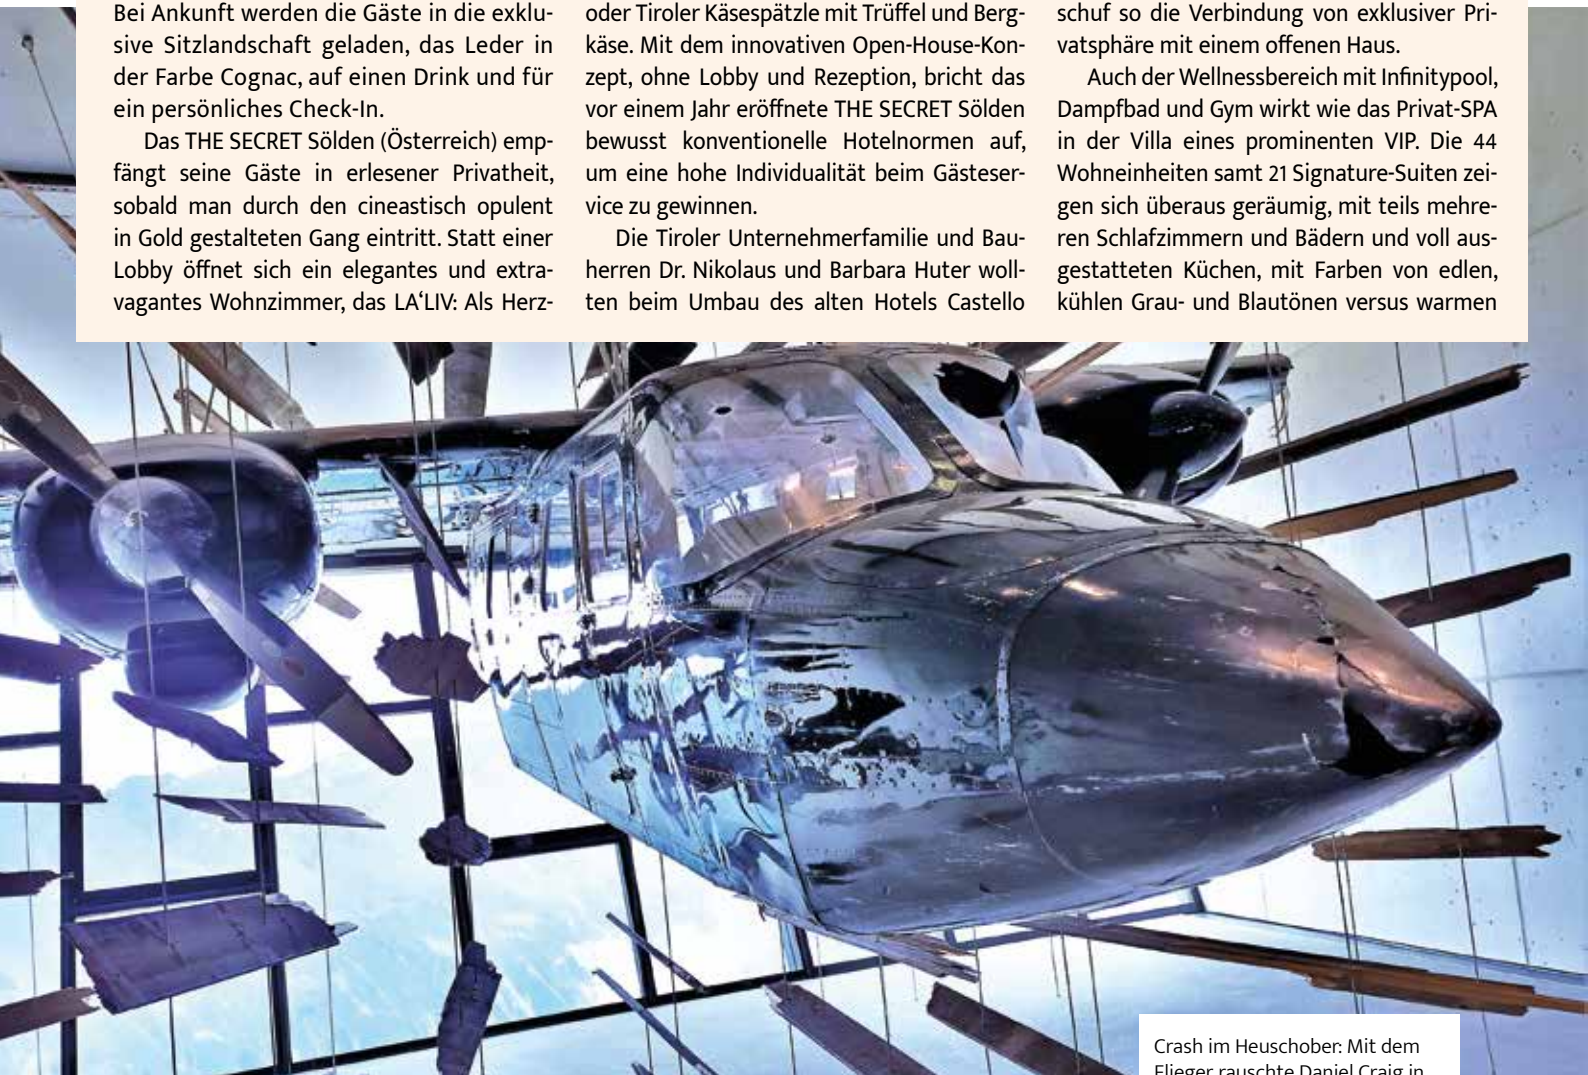 Bei Ankunft werden die Gäste in die exklu-
sive Sitzlandschaft geladen, das Leder in
der Farbe Cognac, auf einen Drink und für
ein persönliches Check-In.
Das THE SECRET Sölden (Österreich) emp-
fängt seine Gäste in erlesener Privatheit,
sobald man durch den cineastisch opulent
in Gold gestalteten Gang eintritt. Statt einer
Lobby öffnet sich ein elegantes und extra-
vagantes Wohnzimmer, das LA‘LIV: Als Herz-
oder Tiroler Käsespätzle mit Trüffel und Berg-
käse. Mit dem innovativen Open-House-Kon-
zept, ohne Lobby und Rezeption, bricht das
vor einem Jahr eröffnete THE SECRET Sölden
bewusst konventionelle Hotelnormen auf,
um eine hohe Individualität beim Gästeser-
vice zu gewinnen.
Die Tiroler Unternehmerfamilie und Bau-
herren Dr. Nikolaus und Barbara Huter woll-
ten beim Umbau des alten Hotels Castello
schuf so die Verbindung von exklusiver Pri-
vatsphäre mit einem offenen Haus.
Auch der Wellnessbereich mit Infinitypool,
Dampfbad und Gym wirkt wie das Privat-SPA
in der Villa eines prominenten VIP. Die 44
Wohneinheiten samt 21 Signature-Suiten zei-
gen sich überaus geräumig, mit teils mehre-
ren Schlafzimmern und Bädern und voll aus-
gestatteten Küchen, mit Farben von edlen,
kühlen Grau- und Blautönen versus warmen
Crash im Heuschober: Mit dem
Flieger rauschte Daniel Craig in